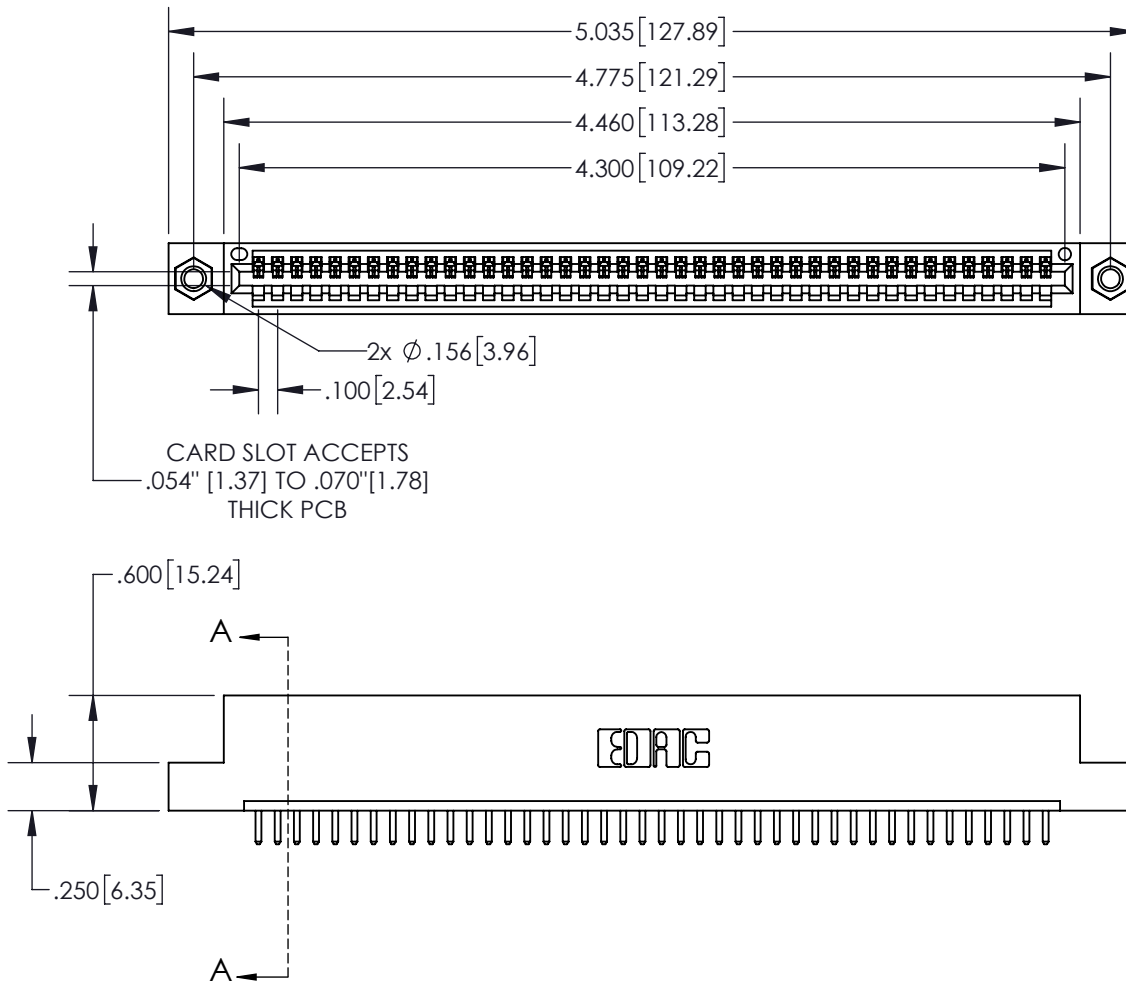 5.035[127.89]
4.775[121.29]
4.460[113.28]
4.300[109.22]
2x Ø .156[3.96]
.100[2.54]
CARD SLOT ACCEPTS
.054" [1.37] TO .070"[1.78]
THICK PCB
.600[15.24]
A
EDAC
.250[6.35]
A